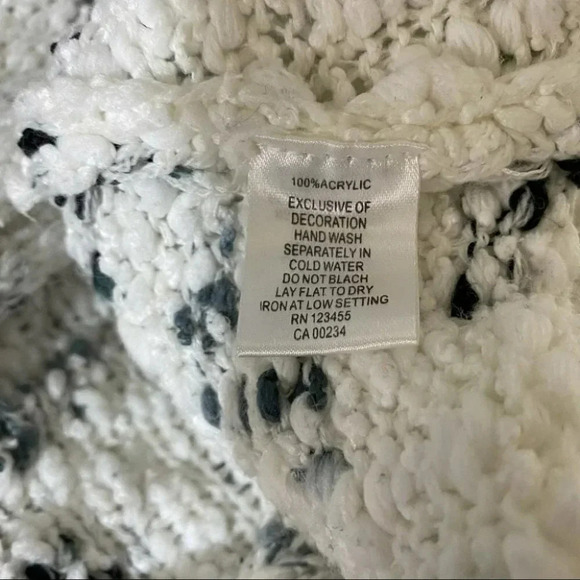 100%ACRYLIC
EXCLUSIVE OF
DECORATION
HAND WASH
SEPARATELY IN
COLD WATER
DO NOT BLACH
LAY FLAT TO DRY
IRON AT LOW SETTING
RN 123455
CA 00234